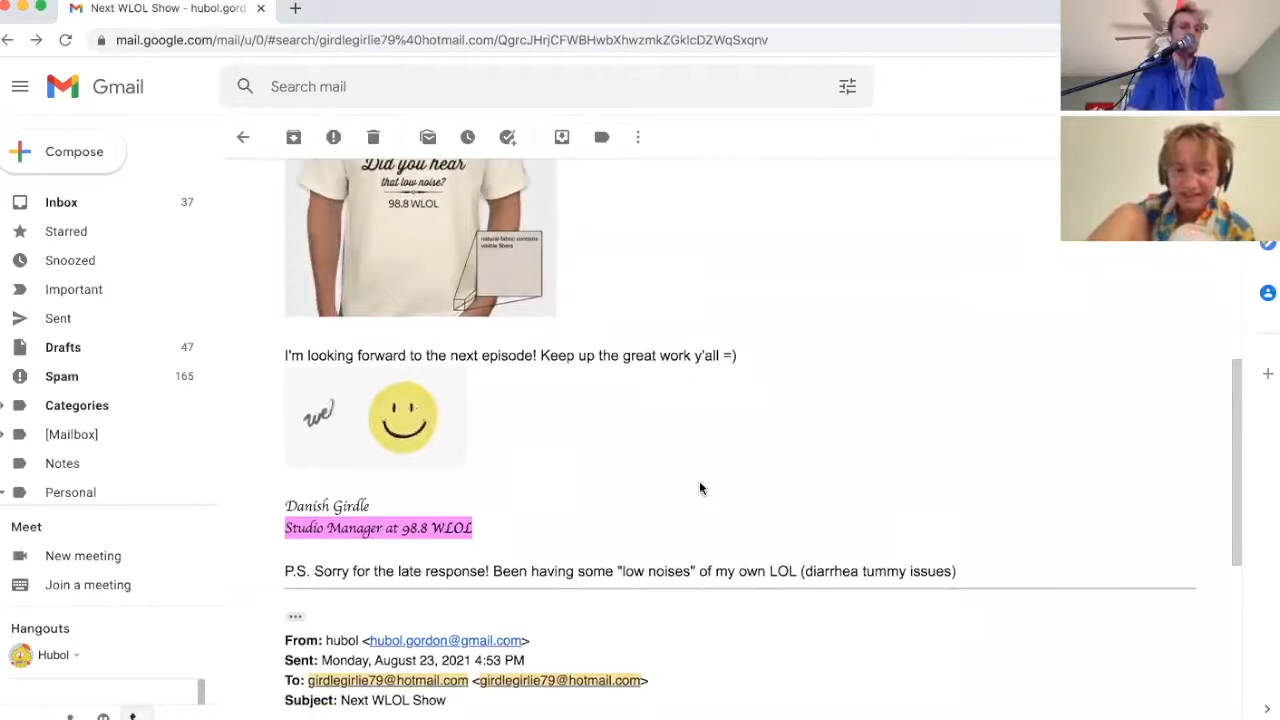 Next WLOL Show - hubol.gord
mail.google.com/mail/u/0/#search/girdlegirlie79%40hotmail.com/QgrcJHrjCFWBHwbXhwzmkZGklcDZWqSxqnv
Gmail
Search mail
Compose
Inbox 37
Starred
Snoozed
Important
Sent
Drafts 47
Spam 165
Categories
[Mailbox]
Notes
Personal
Meet
New meeting
Join a meeting
Hangouts
Hubol
Did you hear
that low noise?
98.8 WLOL
natural fabric contains
visible fibers
I'm looking forward to the next episode! Keep up the great work y'all =)
we
Danish Girdle
Studio Manager at 98.8 WLOL
P.S. Sorry for the late response! Been having some "low noises" of my own LOL (diarrhea tummy issues)
From: hubol <hubol.gordon@gmail.com>
Sent: Monday, August 23, 2021 4:53 PM
To: girdlegirlie79@hotmail.com <girdlegirlie79@hotmail.com>
Subject: Next WLOL Show